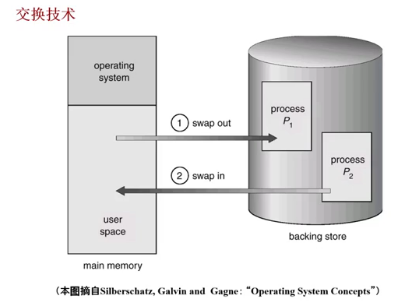 交换技术
operating
system
① swap out
process
P1
② swap in
process
P2
user
space
backing store
main memory
(本图摘自Silberschatz, Galvin and Gagne: “Operating System Concepts”)